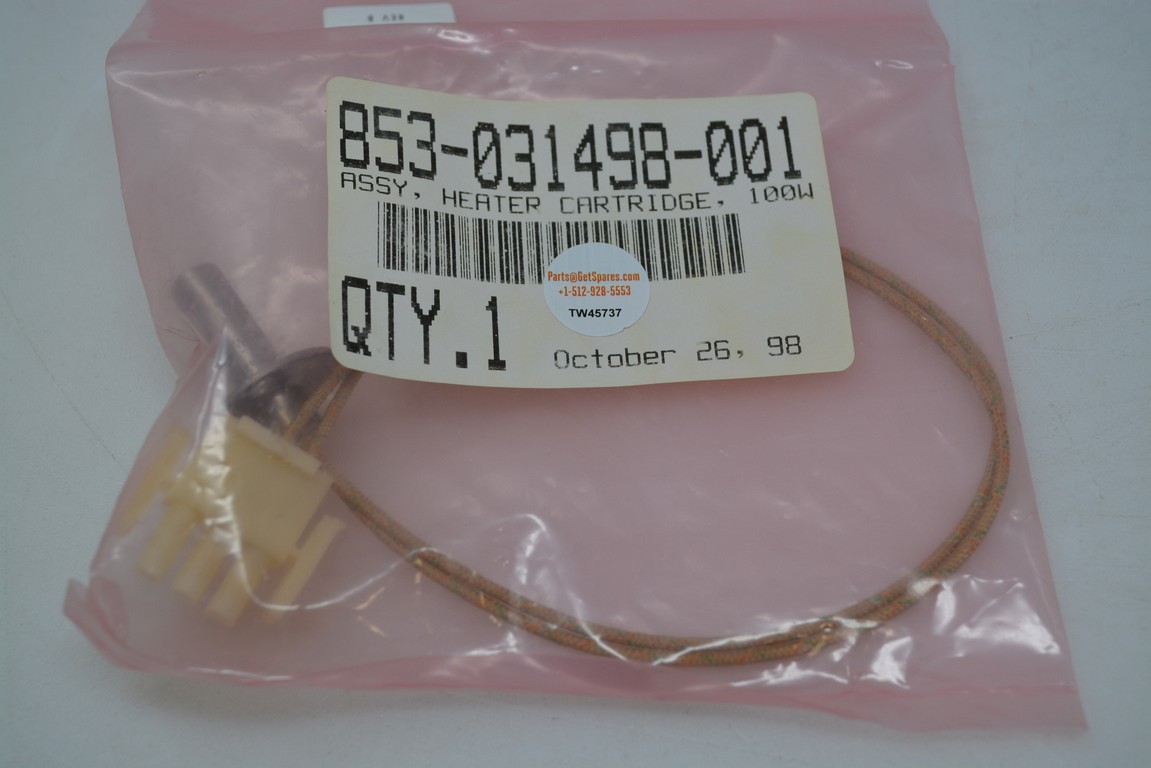 REV B
853-031498-001
ASSY, HEATER CARTRIDGE, 100W
Parts@GetSpares.com
+1-512-928-5553
TW45737
QTY.1
October 26, 98